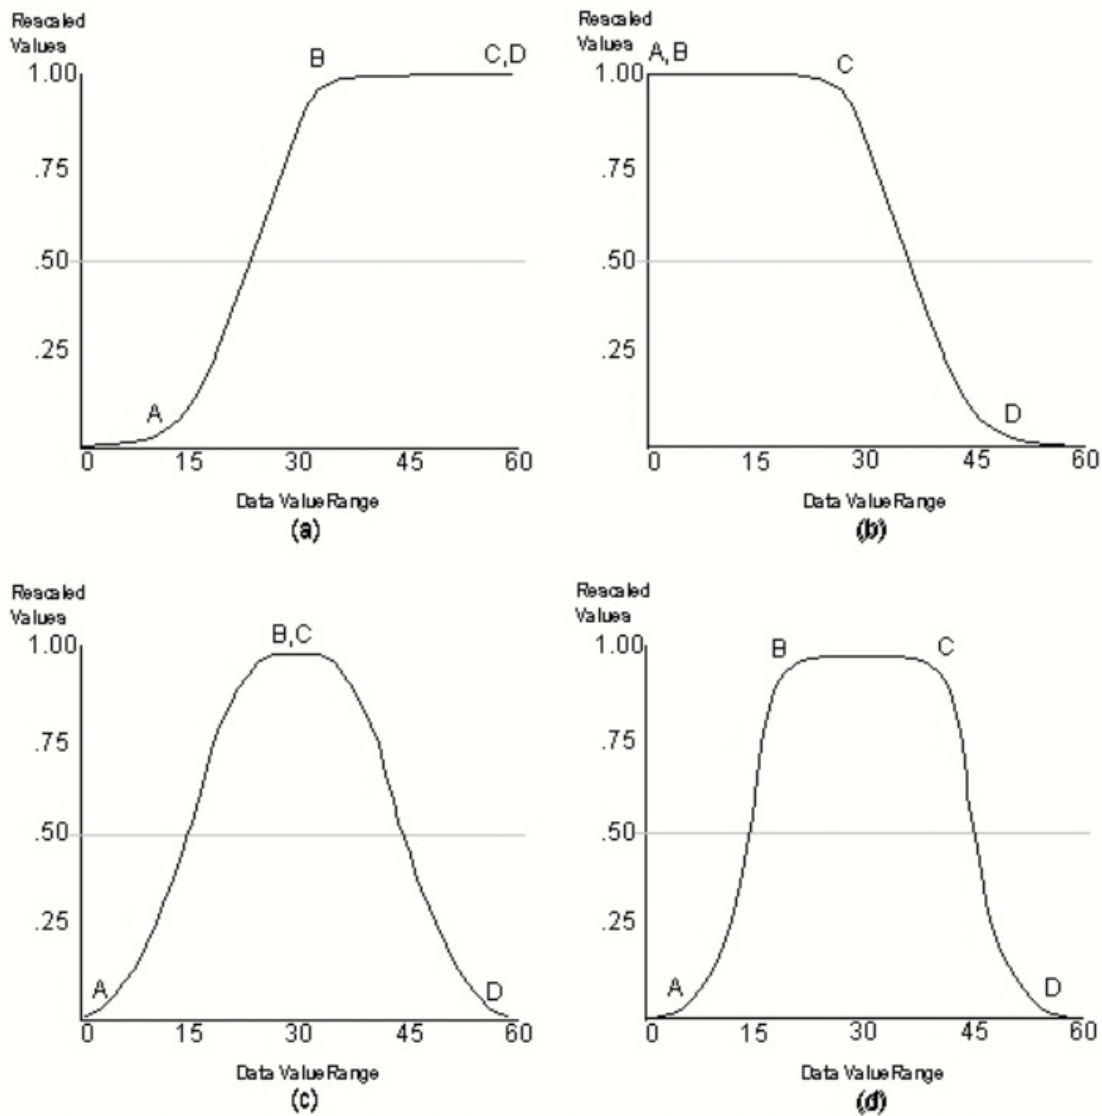 Rescaled
Values
1.00
.75
.50
.25
A
B
C,D
0 15 30 45 60
Data Value Range
(a)
Rescaled
Values
1.00
.75
.50
.25
A,B
C
D
0 15 30 45 60
Data Value Range
(b)
Rescaled
Values
1.00
.75
.50
.25
A
B,C
D
0 15 30 45 60
Data Value Range
(c)
Rescaled
Values
1.00
.75
.50
.25
A
B
C
D
0 15 30 45 60
Data Value Range
(d)